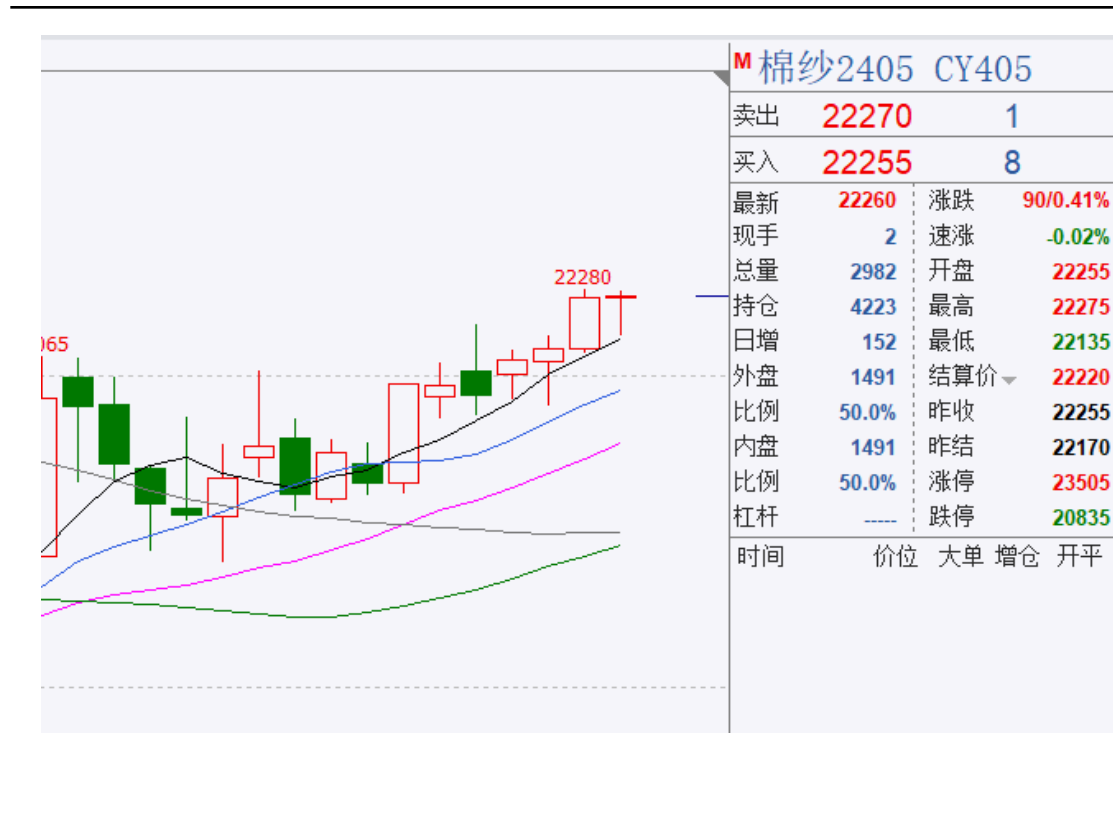 M 棉纱2405 CY405
卖出 22270 1
买入 22255 8
最新 22260 涨跌 90/0.41%
现手 2 速涨 -0.02%
总量 2982 开盘 22255
持仓 4223 最高 22275
日增 152 最低 22135
外盘 1491 结算价 22220
比例 50.0% 昨收 22255
内盘 1491 昨结 22170
比例 50.0% 涨停 23505
杠杆 ----- 跌停 20835
时间 价位 大单 增仓 开平
22280
065